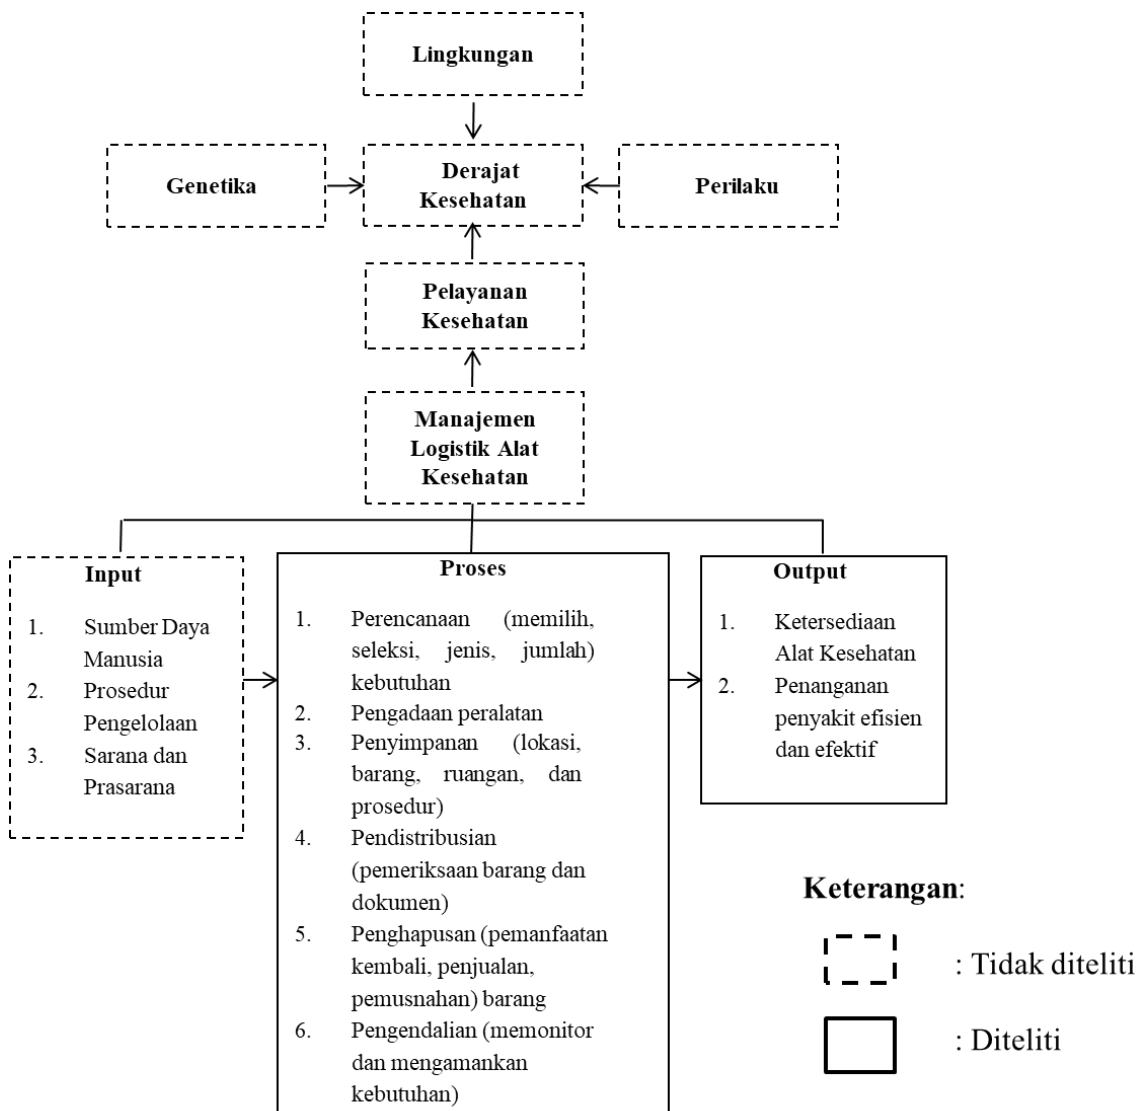 Lingkungan
Genetika
Derajat
Kesehatan
Perilaku
Pelayanan
Kesehatan
Manajemen
Logistik Alat
Kesehatan
Input
1. Sumber Daya
Manusia
2. Prosedur
Pengelolaan
3. Sarana dan
Prasarana
Proses
1. Perencanaan (memilih,
seleksi, jenis, jumlah)
kebutuhan
2. Pengadaan peralatan
3. Penyimpanan (lokasi,
barang, ruangan, dan
prosedur)
4. Pendistribusian
(pemeriksaan barang dan
dokumen)
5. Penghapusan (pemanfaatan
kembali, penjualan,
pemusnahan) barang
6. Pengendalian (memonitor
dan mengamankan
kebutuhan)
Output
1. Ketersediaan
Alat Kesehatan
2. Penanganan
penyakit efisien
dan efektif
Keterangan:
: Tidak diteliti
: Diteliti